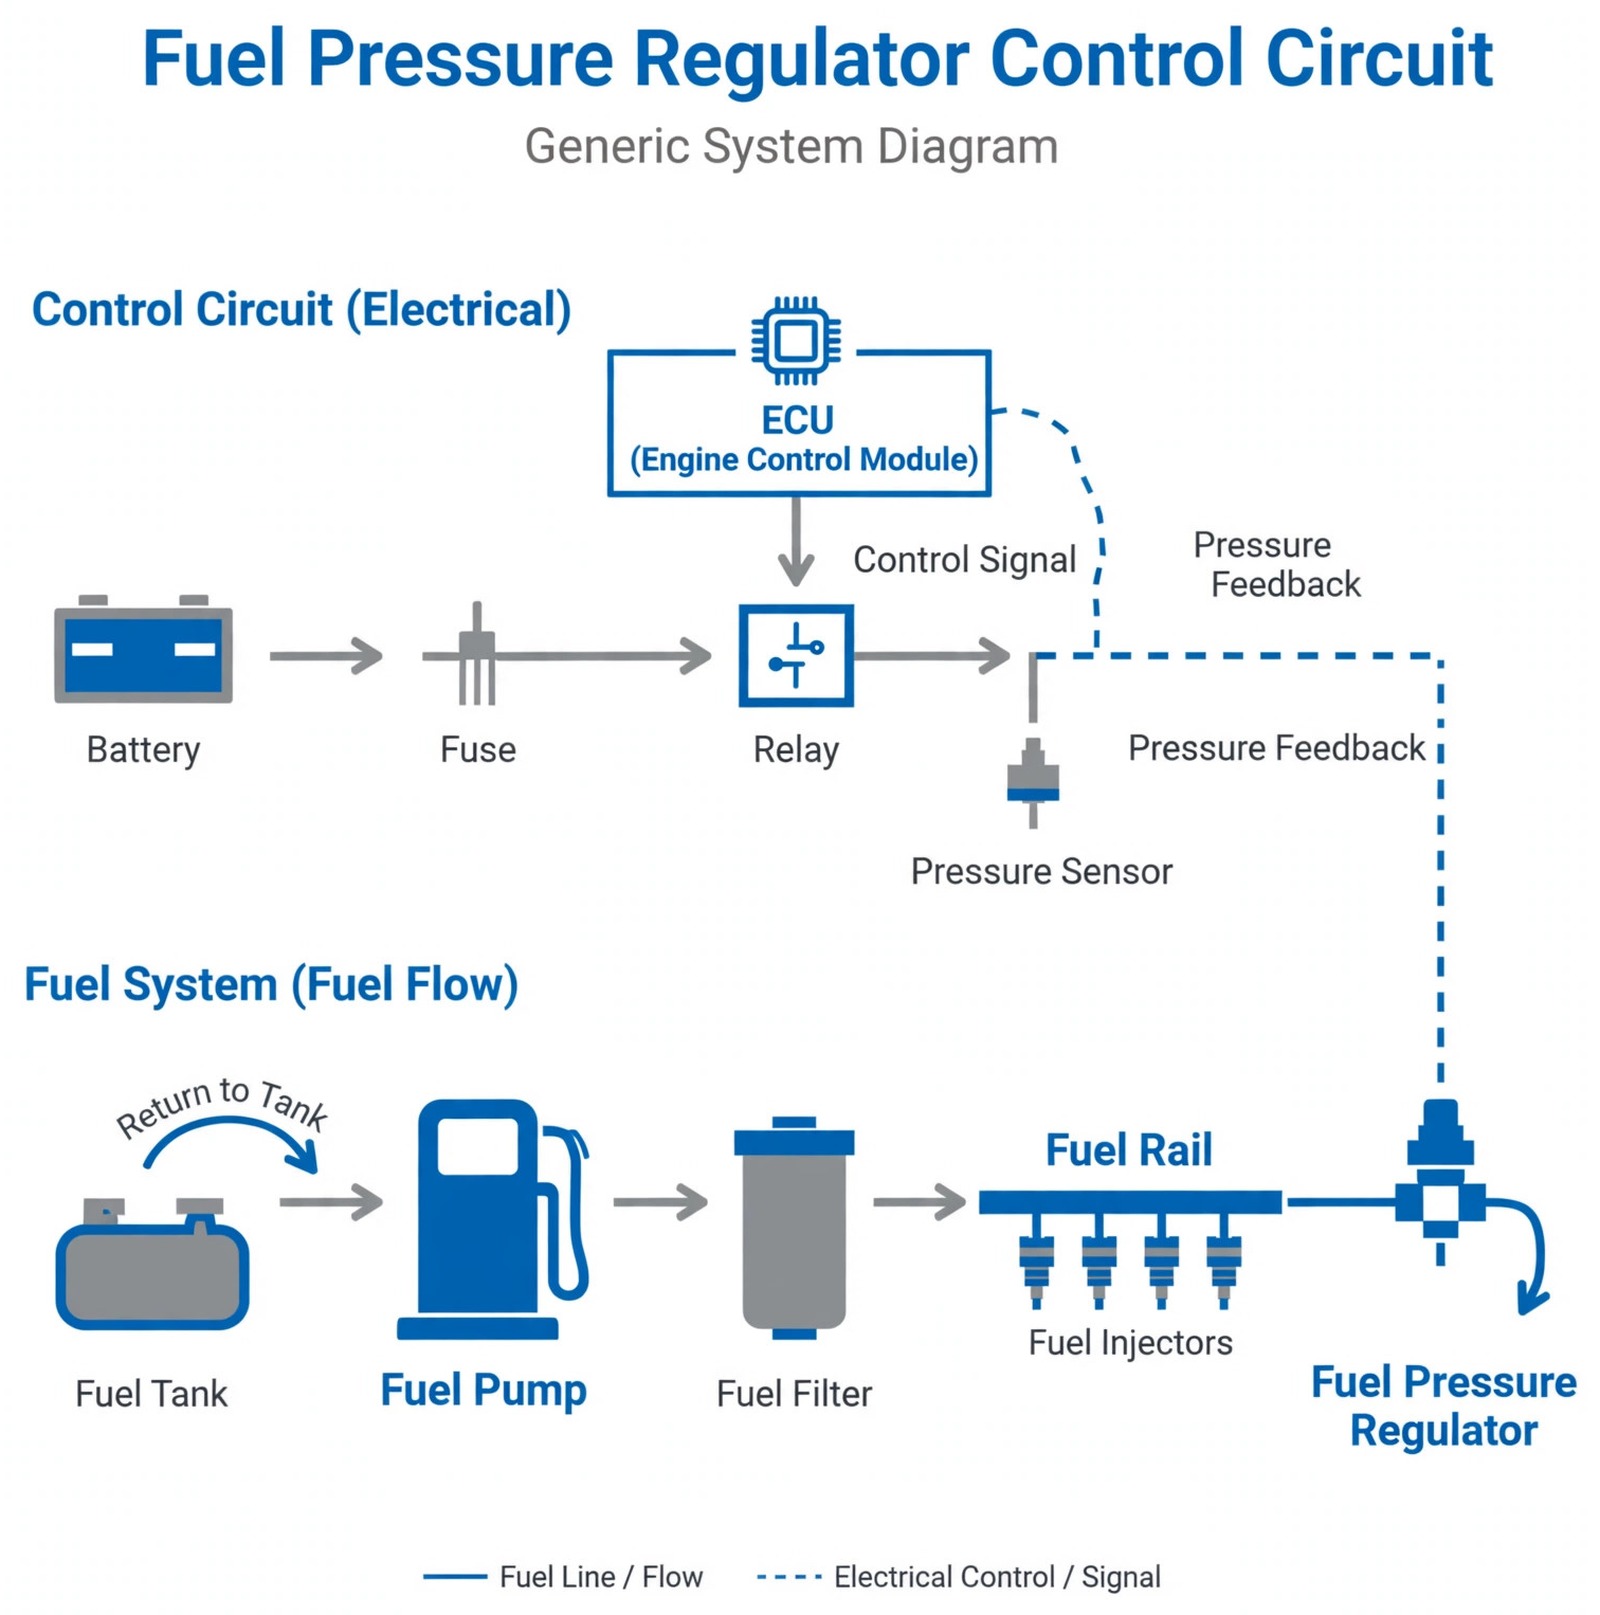 Fuel Pressure Regulator Control Circuit
Generic System Diagram
Control Circuit (Electrical)
ECU
(Engine Control Module)
Control Signal
Pressure
Feedback
Battery
Fuse
Relay
Pressure Feedback
Pressure Sensor
Fuel System (Fuel Flow)
Return to Tank
Fuel Rail
Fuel Injectors
Fuel Tank
Fuel Pump
Fuel Filter
Fuel Pressure
Regulator
Fuel Line / Flow
Electrical Control / Signal